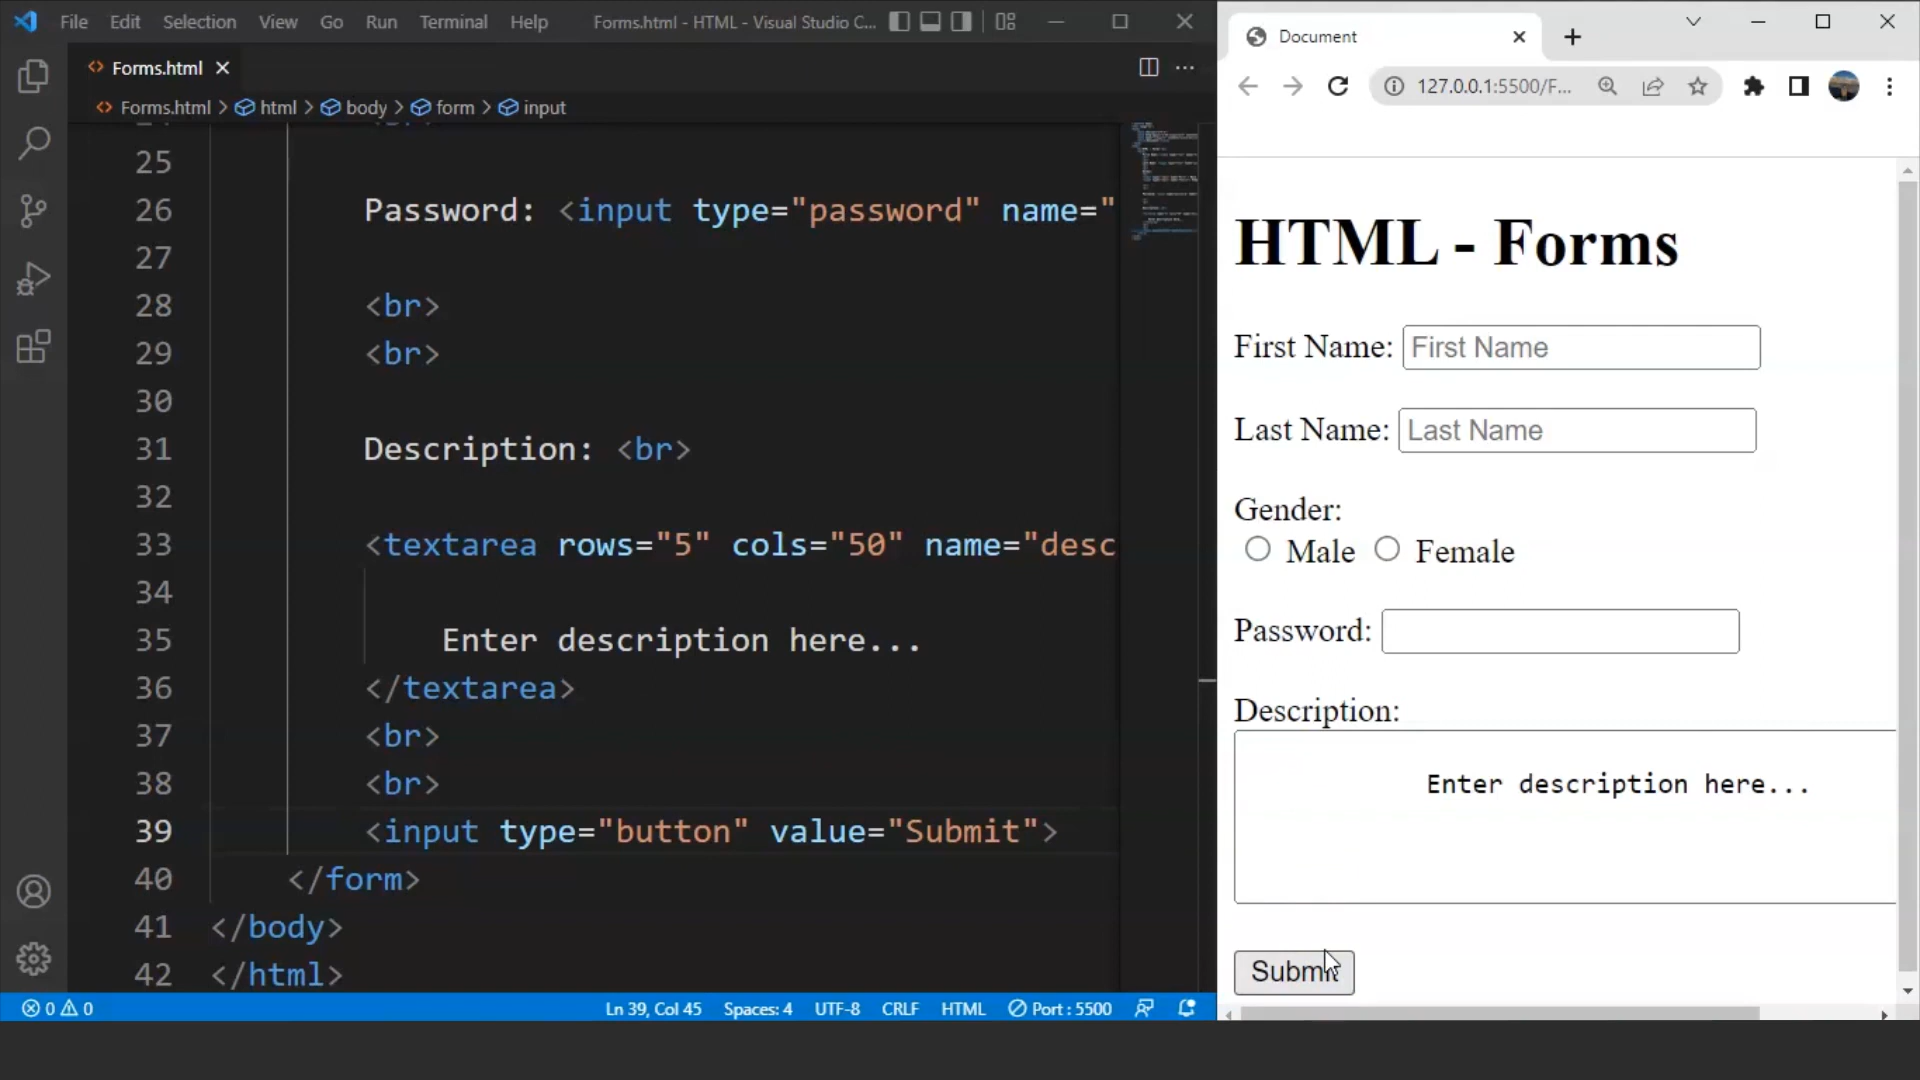 File Edit Selection View Go Run Terminal Help Forms.html - HTML - Visual Studio C...
Forms.html
Forms.html > html > body > form > input
25
26 Password: <input type="password" name="
27
28 <br>
29 <br>
30
31 Description: <br>
32
33 <textarea rows="5" cols="50" name="desc
34
35 Enter description here...
36 </textarea>
37 <br>
38 <br>
39 <input type="button" value="Submit">
40 </form>
41 </body>
42 </html>
0 0 Ln 39, Col 45 Spaces: 4 UTF-8 CRLF HTML Port : 5500
Document
127.0.0.1:5500/F...
HTML - Forms
First Name: First Name
Last Name: Last Name
Gender:
Male Female
Password:
Description:
Enter description here...
Submit